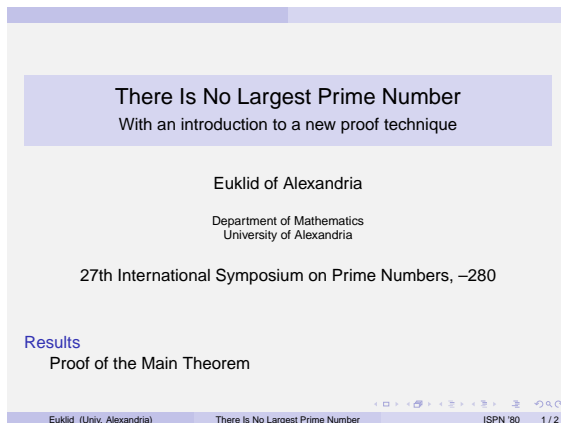 There Is No Largest Prime Number
With an introduction to a new proof technique
Euklid of Alexandria
Department of Mathematics
University of Alexandria
27th International Symposium on Prime Numbers, –280
Results
Proof of the Main Theorem
Euklid (Univ. Alexandria) There Is No Largest Prime Number ISPN ’80 1 / 2